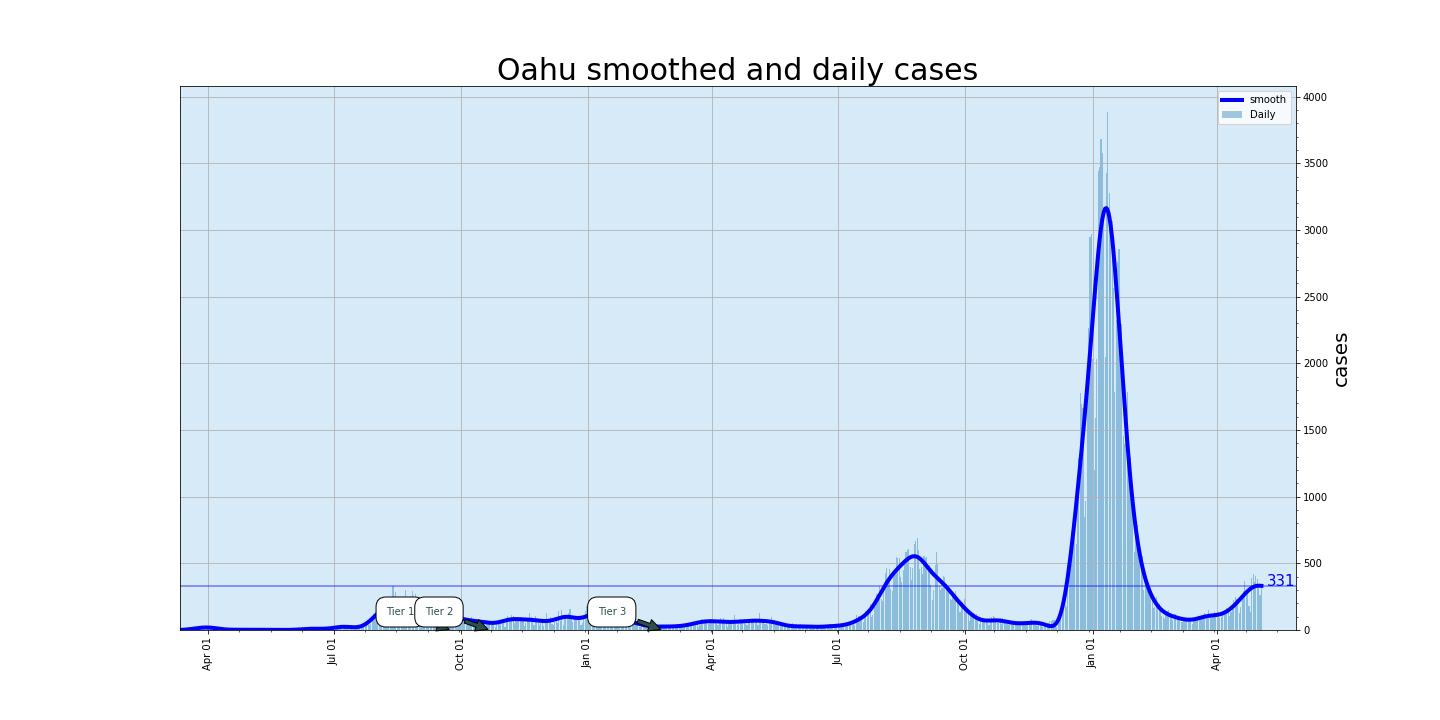 Oahu smoothed and daily cases
smooth
Daily
4000
3500
3000
2500
2000
1500
1000
500
0
cases
331
Tier 1
Tier 2
Tier 3
Apr 01
Jul 01
Oct 01
Jan 01
Apr 01
Jul 01
Oct 01
Jan 01
Apr 01